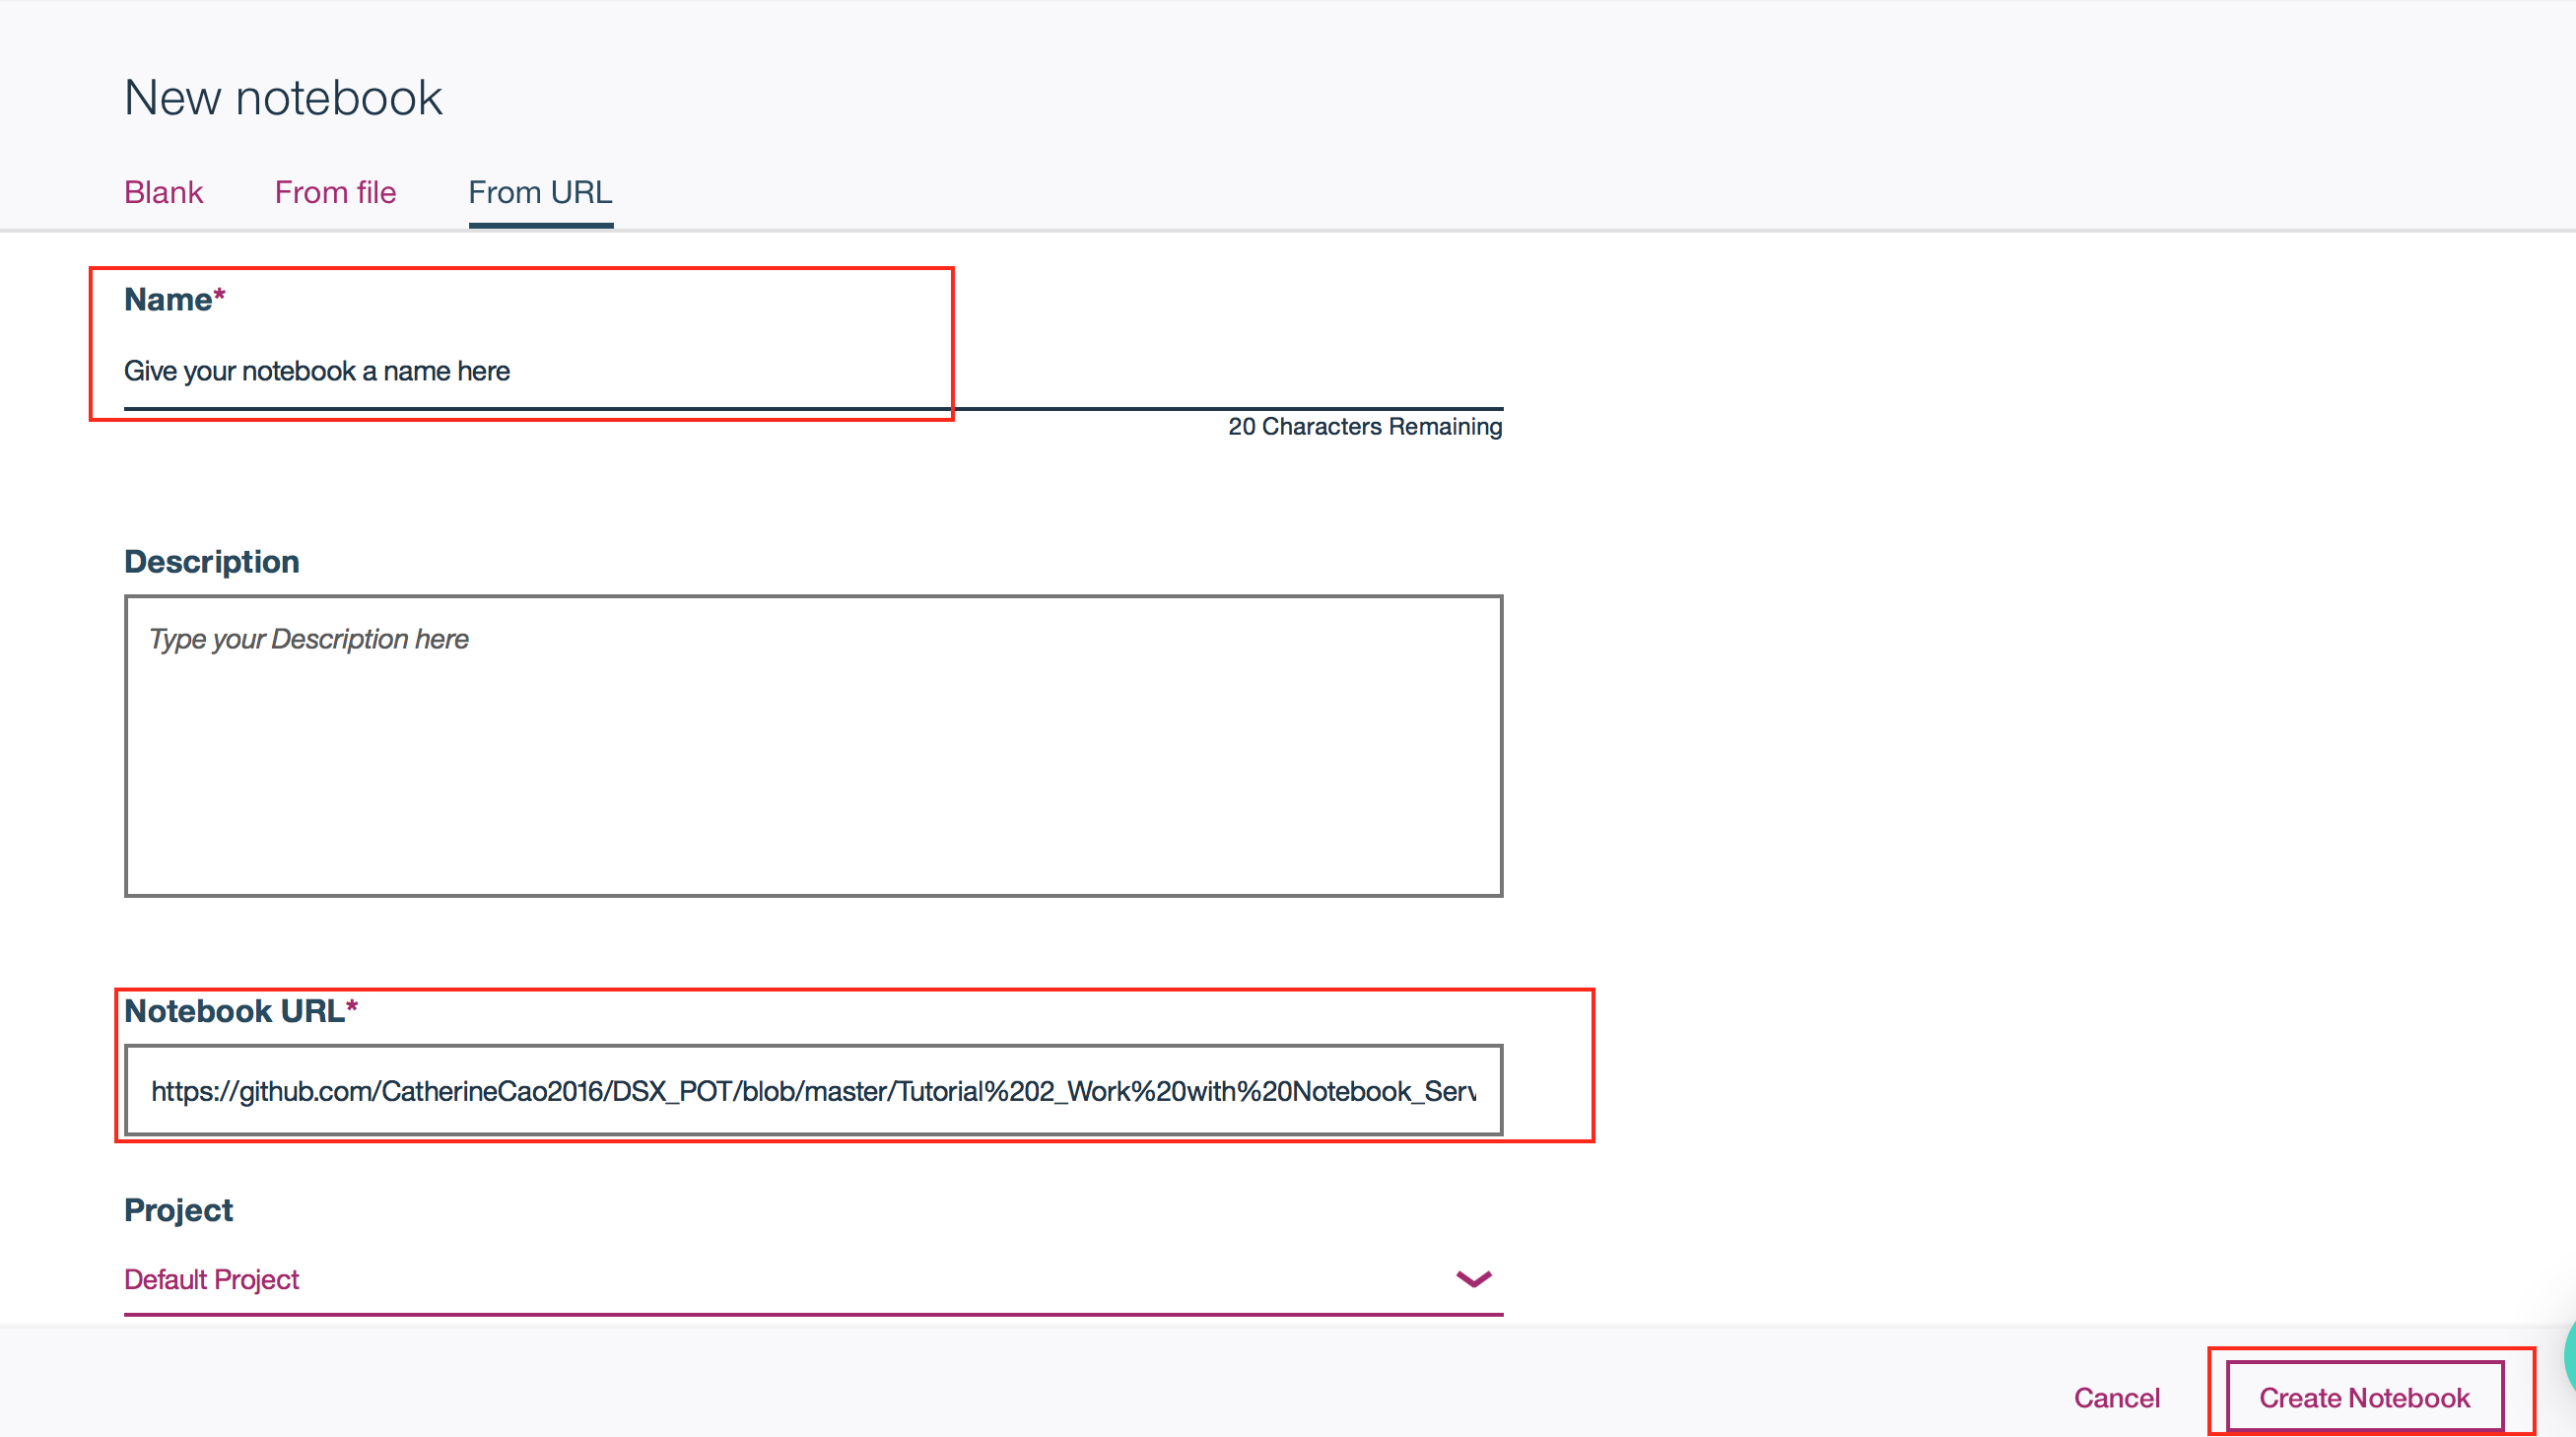 New notebook
Blank From file From URL
Name*
Give your notebook a name here
20 Characters Remaining
Description
Type your Description here
Notebook URL*
https://github.com/CatherineCao2016/DSX_POT/blob/master/Tutorial%202_Work%20with%20Notebook_Serv
Project
Default Project
Cancel Create Notebook